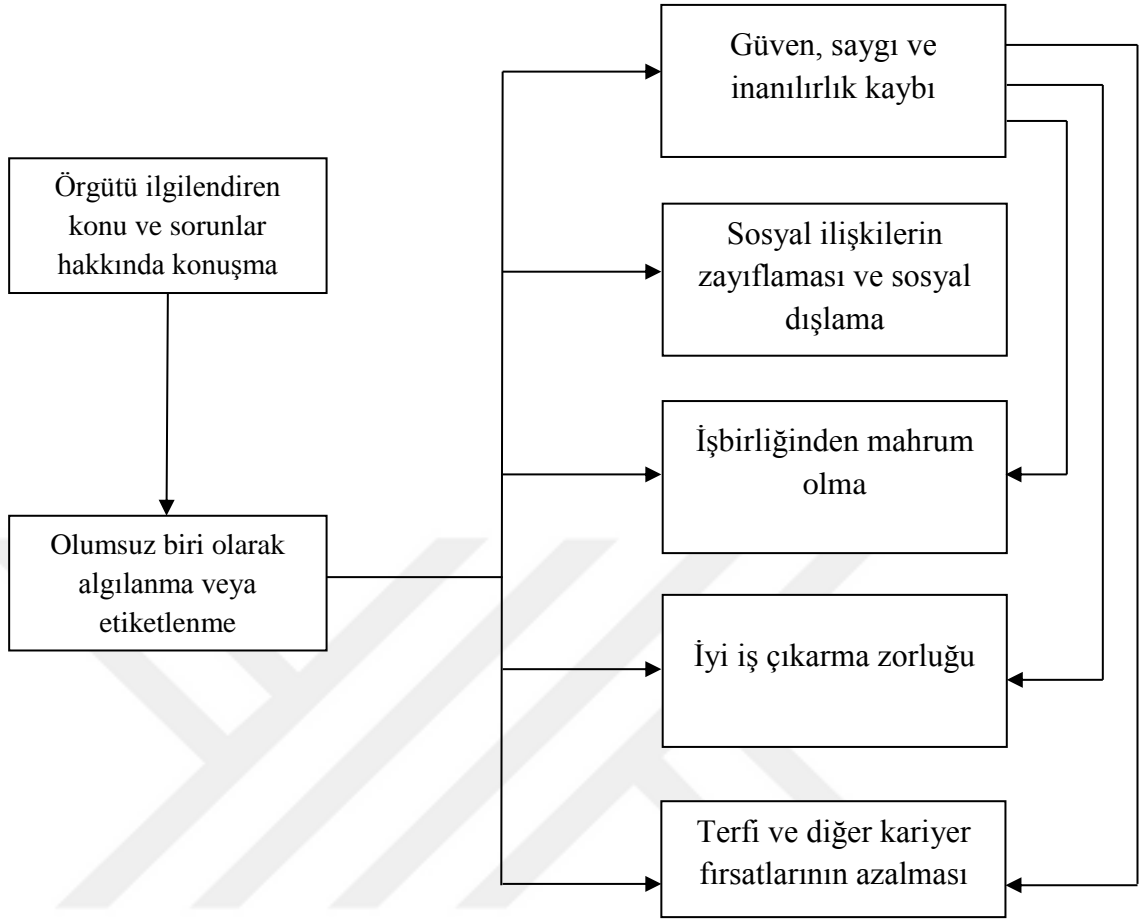 Örgütü ilgilendiren
konu ve sorunlar
hakkında konuşma
Olumsuz biri olarak
algılanma veya
etiketlenme
Güven, saygı ve
inanılırlık kaybı
Sosyal ilişkilerin
zayıflaması ve sosyal
dışlama
İşbirliğinden mahrum
olma
İyi iş çıkarma zorluğu
Terfi ve diğer kariyer
fırsatlarının azalması